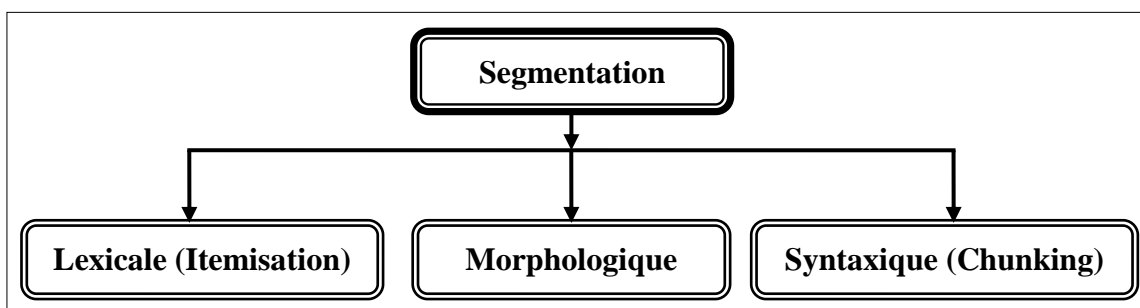 Segmentation
Lexicale (Itemisation)
Morphologique
Syntaxique (Chunking)